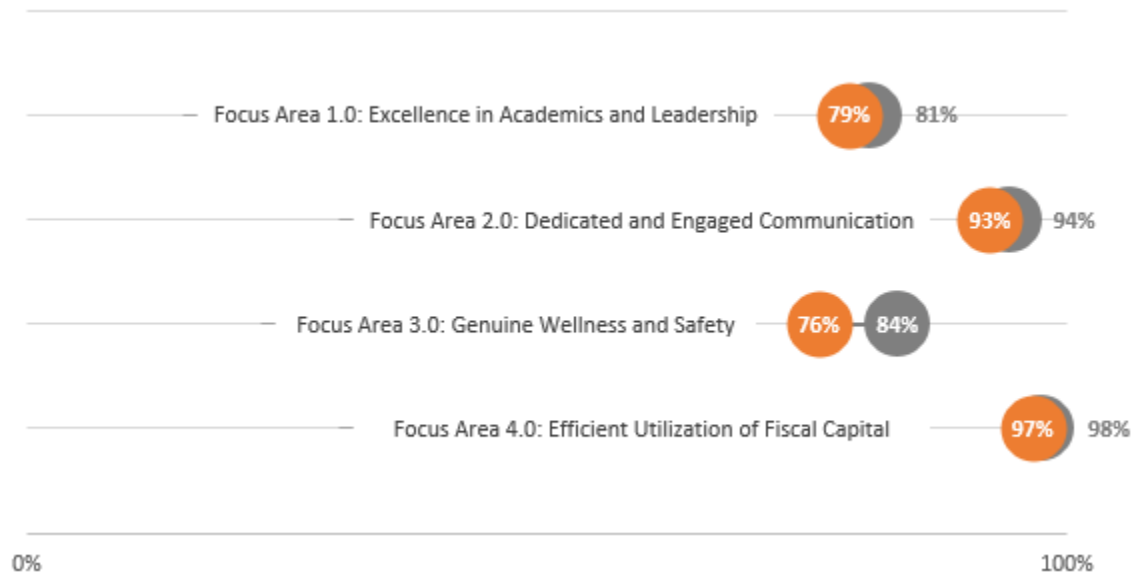 Focus Area 1.0: Excellence in Academics and Leadership 79% 81%
Focus Area 2.0: Dedicated and Engaged Communication 93% 94%
Focus Area 3.0: Genuine Wellness and Safety 76% 84%
Focus Area 4.0: Efficient Utilization of Fiscal Capital 97% 98%
0% 100%